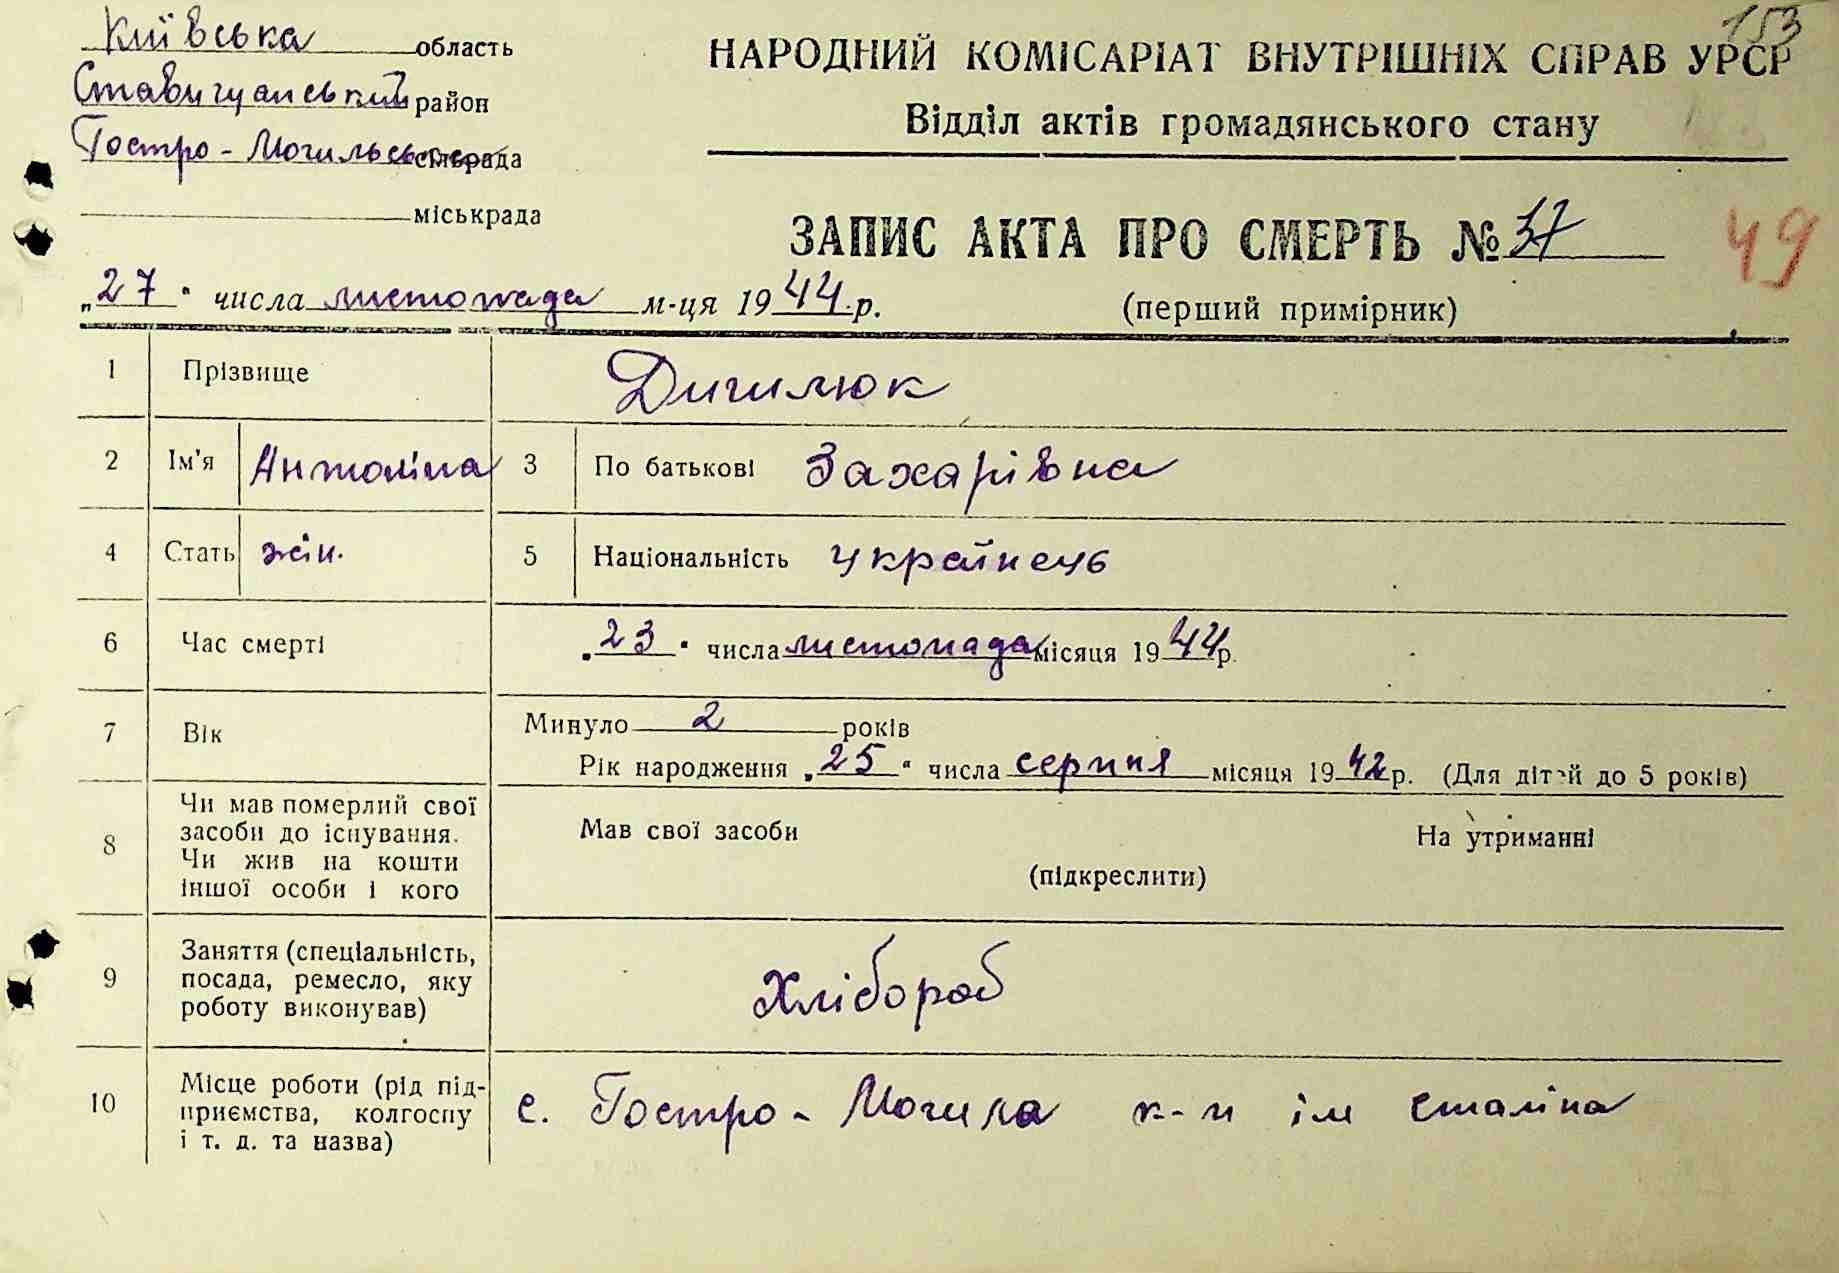 153
Київська область
НАРОДНИЙ КОМІСАРІАТ ВНУТРІШНІХ СПРАВ УРСР
Ставищанський район
Відділ актів громадянського стану
Гостро-Могильська сільрада
міськрада
ЗАПИС АКТА ПРО СМЕРТЬ № 37
49
„27" числа листопада м-ця 1944 р.
(перший примірник)
1 Прізвище Дигилюк
2 Ім'я Антоніна 3 По батькові Захарівна
4 Стать жін. 5 Національність українець
6 Час смерті „23" числа листопада місяця 1944 р.
7 Вік Минуло 2 років
Рік народження „25" числа серпня місяця 1942 р. (Для дітей до 5 років)
8 Чи мав померлий свої
засоби до існування.
Чи жив на кошти
іншої особи і кого
Мав свої засоби На утриманні
(підкреслити)
9 Заняття (спеціальність,
посада, ремесло, яку
роботу виконував)
Хлібороб
10 Місце роботи (рід під-
приємства, колгоспу
і т. д. та назва)
с. Гостро-Могила к-п ім сталіна